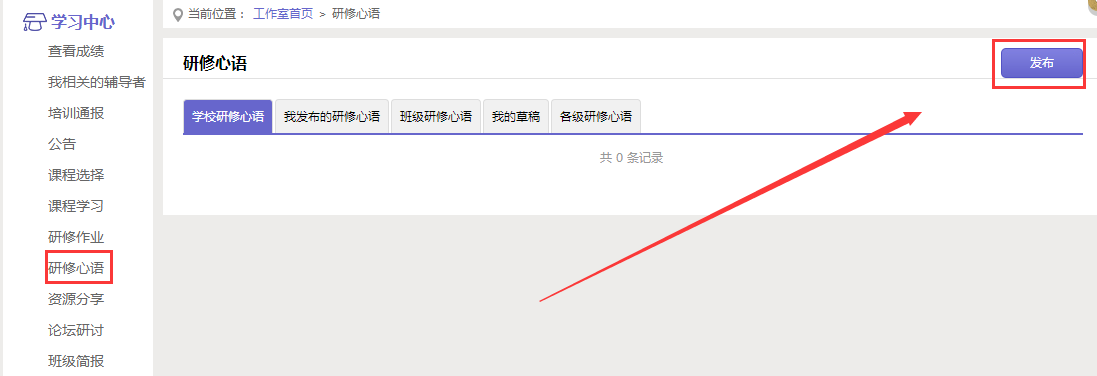 学习中心
查看成绩
我相关的辅导者
培训通报
公告
课程选择
课程学习
研修作业
研修心语
资源分享
论坛研讨
班级简报
当前位置： 工作室首页 > 研修心语
研修心语
发布
学校研修心语 我发布的研修心语 班级研修心语 我的草稿 各级研修心语
共 0 条记录